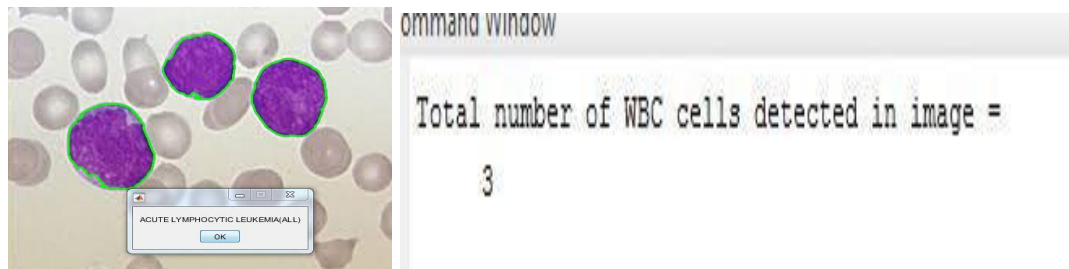 ACUTE LYMPHOCYTIC LEUKEMIA(ALL)
OK
ommand Window
Total number of WBC cells detected in image =
3